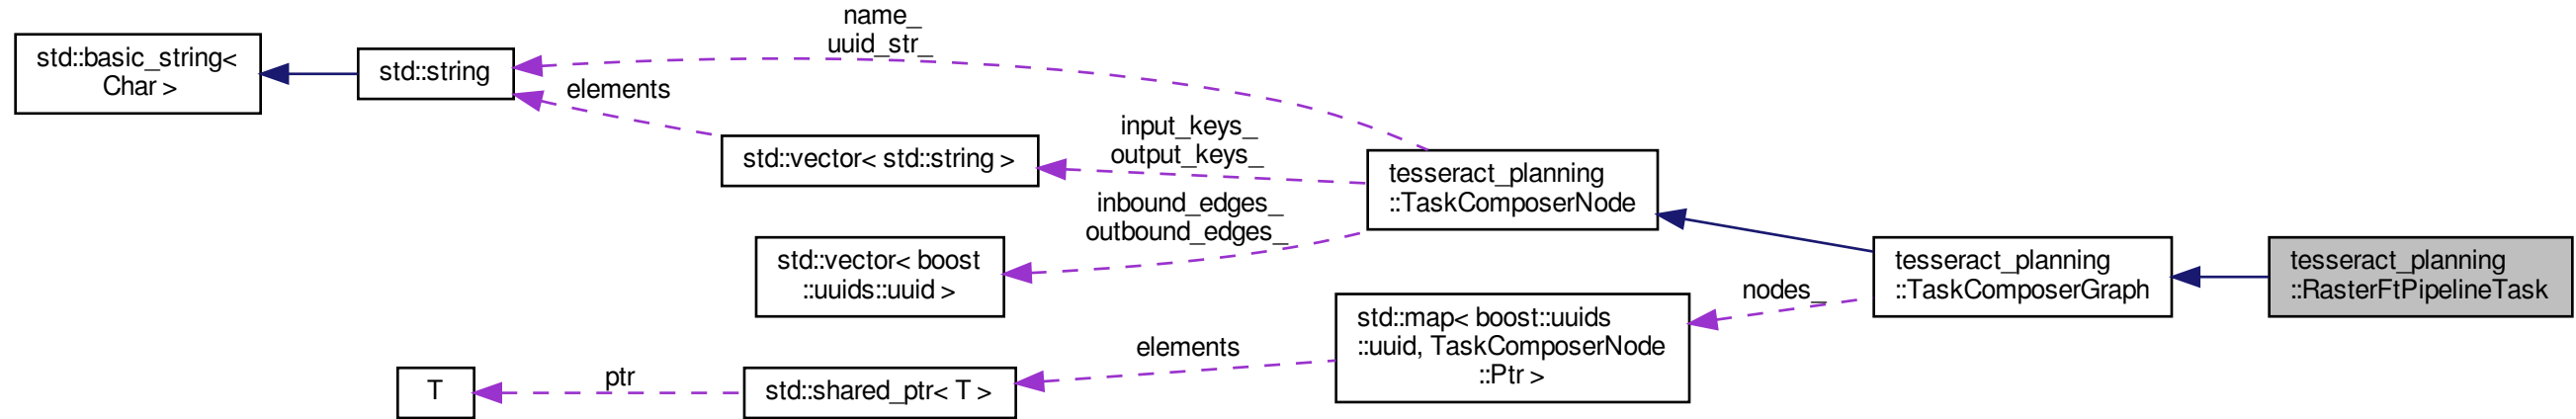 name_
uuid_str_
std::basic_string<
Char >
std::string
elements
input_keys_
output_keys_
std::vector< std::string >
tesseract_planning
::TaskComposerNode
inbound_edges_
outbound_edges_
std::vector< boost
::uuids::uuid >
tesseract_planning
::TaskComposerGraph
tesseract_planning
::RasterFtPipelineTask
nodes_
std::map< boost::uuids
::uuid, TaskComposerNode
::Ptr >
elements
T
ptr
std::shared_ptr< T >